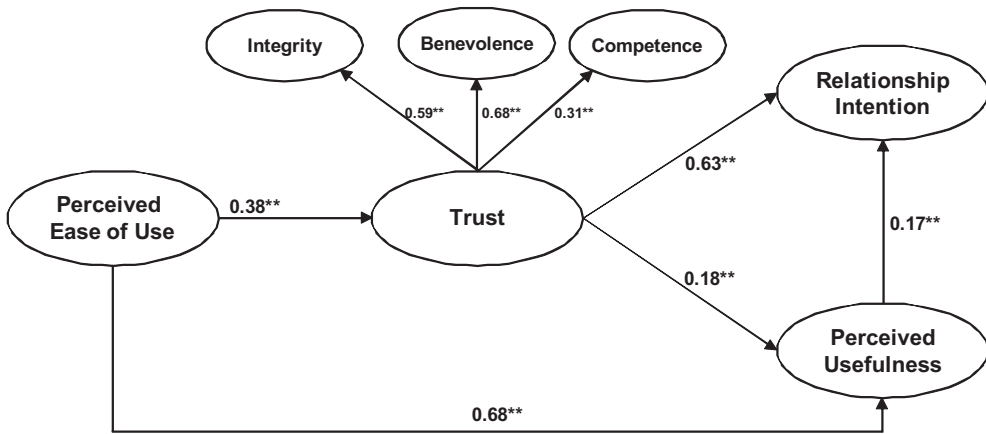 Integrity
Benevolence
Competence
Relationship
Intention
0.59**
0.68**
0.31**
0.63**
Perceived
Ease of Use
0.38**
Trust
0.17**
0.18**
Perceived
Usefulness
0.68**